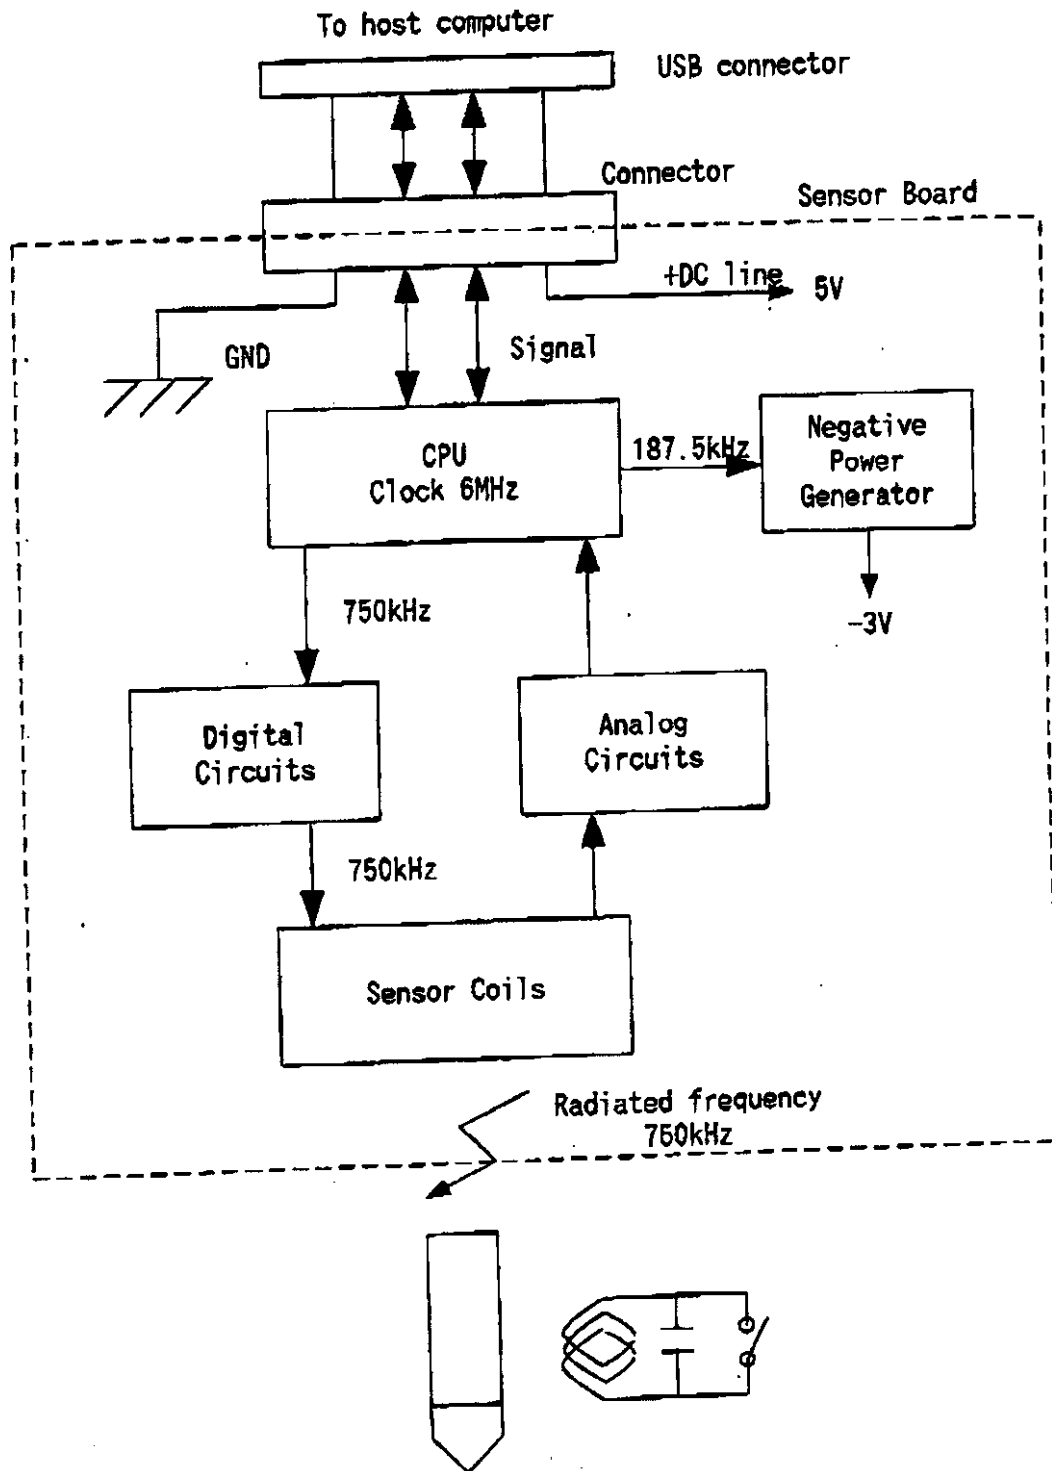 To host computer
USB connector
Connector
Sensor Board
+DC line
5V
GND
Signal
CPU
Clock 6MHz
187.5kHz
Negative
Power
Generator
-3V
750kHz
Digital
Circuits
Analog
Circuits
750kHz
Sensor Coils
Radiated frequency
750kHz